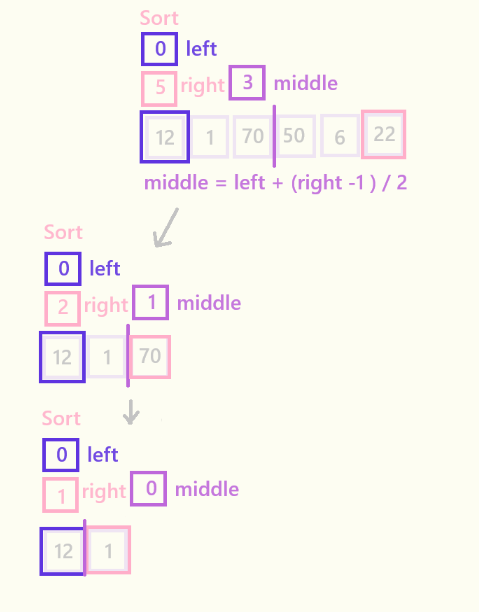 Sort
0 left
5 right 3 middle
12 1 70 50 6 22
middle = left + (right -1 ) / 2
Sort
0 left
2 right 1 middle
12 1 70
Sort
0 left
1 right 0 middle
12 1